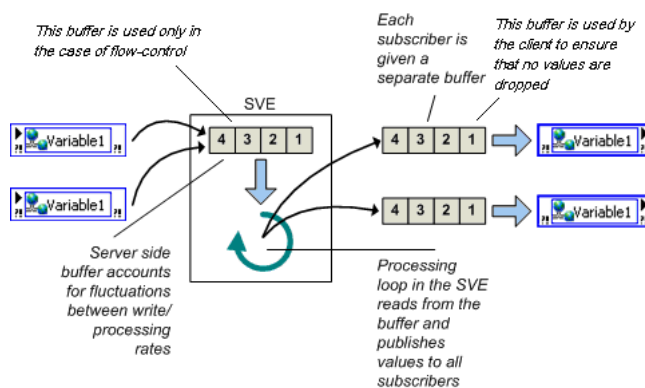 This buffer is used only in
the case of flow-control
Each
subscriber is
given a
separate buffer
This buffer is used by
the client to ensure
that no values are
dropped
SVE
Variable1
?!
?!
4 3 2 1
4 3 2 1
Variable1
?!
?!
Variable1
?!
?!
4 3 2 1
Variable1
?!
?!
Server side
buffer accounts
for fluctuations
between write/
processing
rates
Processing
loop in the SVE
reads from the
buffer and
publishes
values to all
subscribers